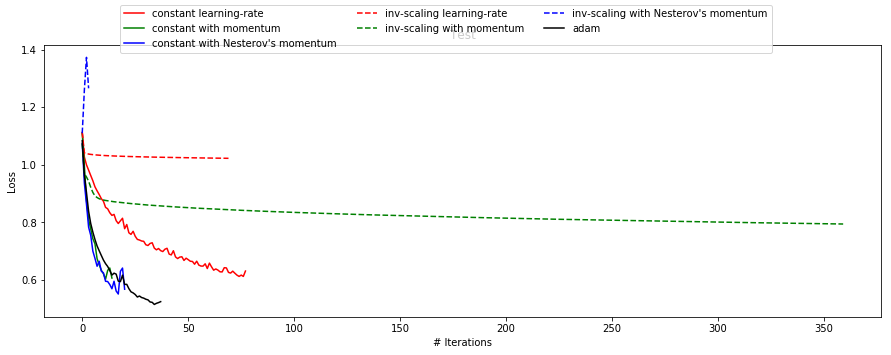 constant learning-rate
constant with momentum
constant with Nesterov's momentum
inv-scaling learning-rate
inv-scaling with momentum
inv-scaling with Nesterov's momentum
adam
Test
1.4
1.2
1.0
0.8
0.6
Loss
0 50 100 150 200 250 300 350
# Iterations